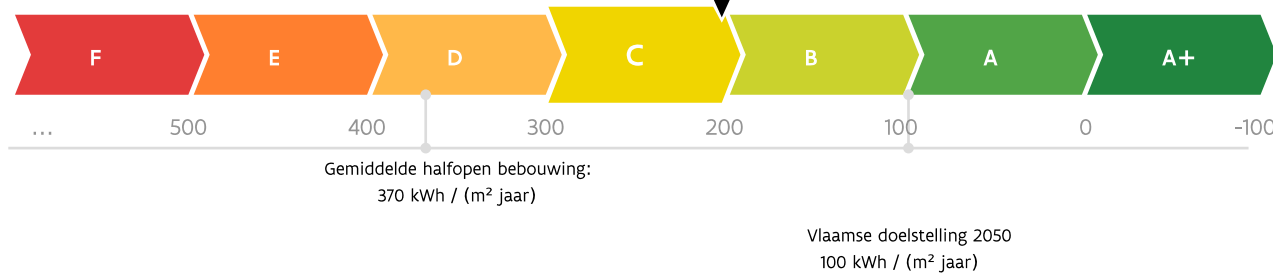 F E D C B A A+
... 500 400 300 200 100 0 -100
Gemiddelde halfopen bebouwing:
370 kWh / (m² jaar)
Vlaamse doelstelling 2050
100 kWh / (m² jaar)